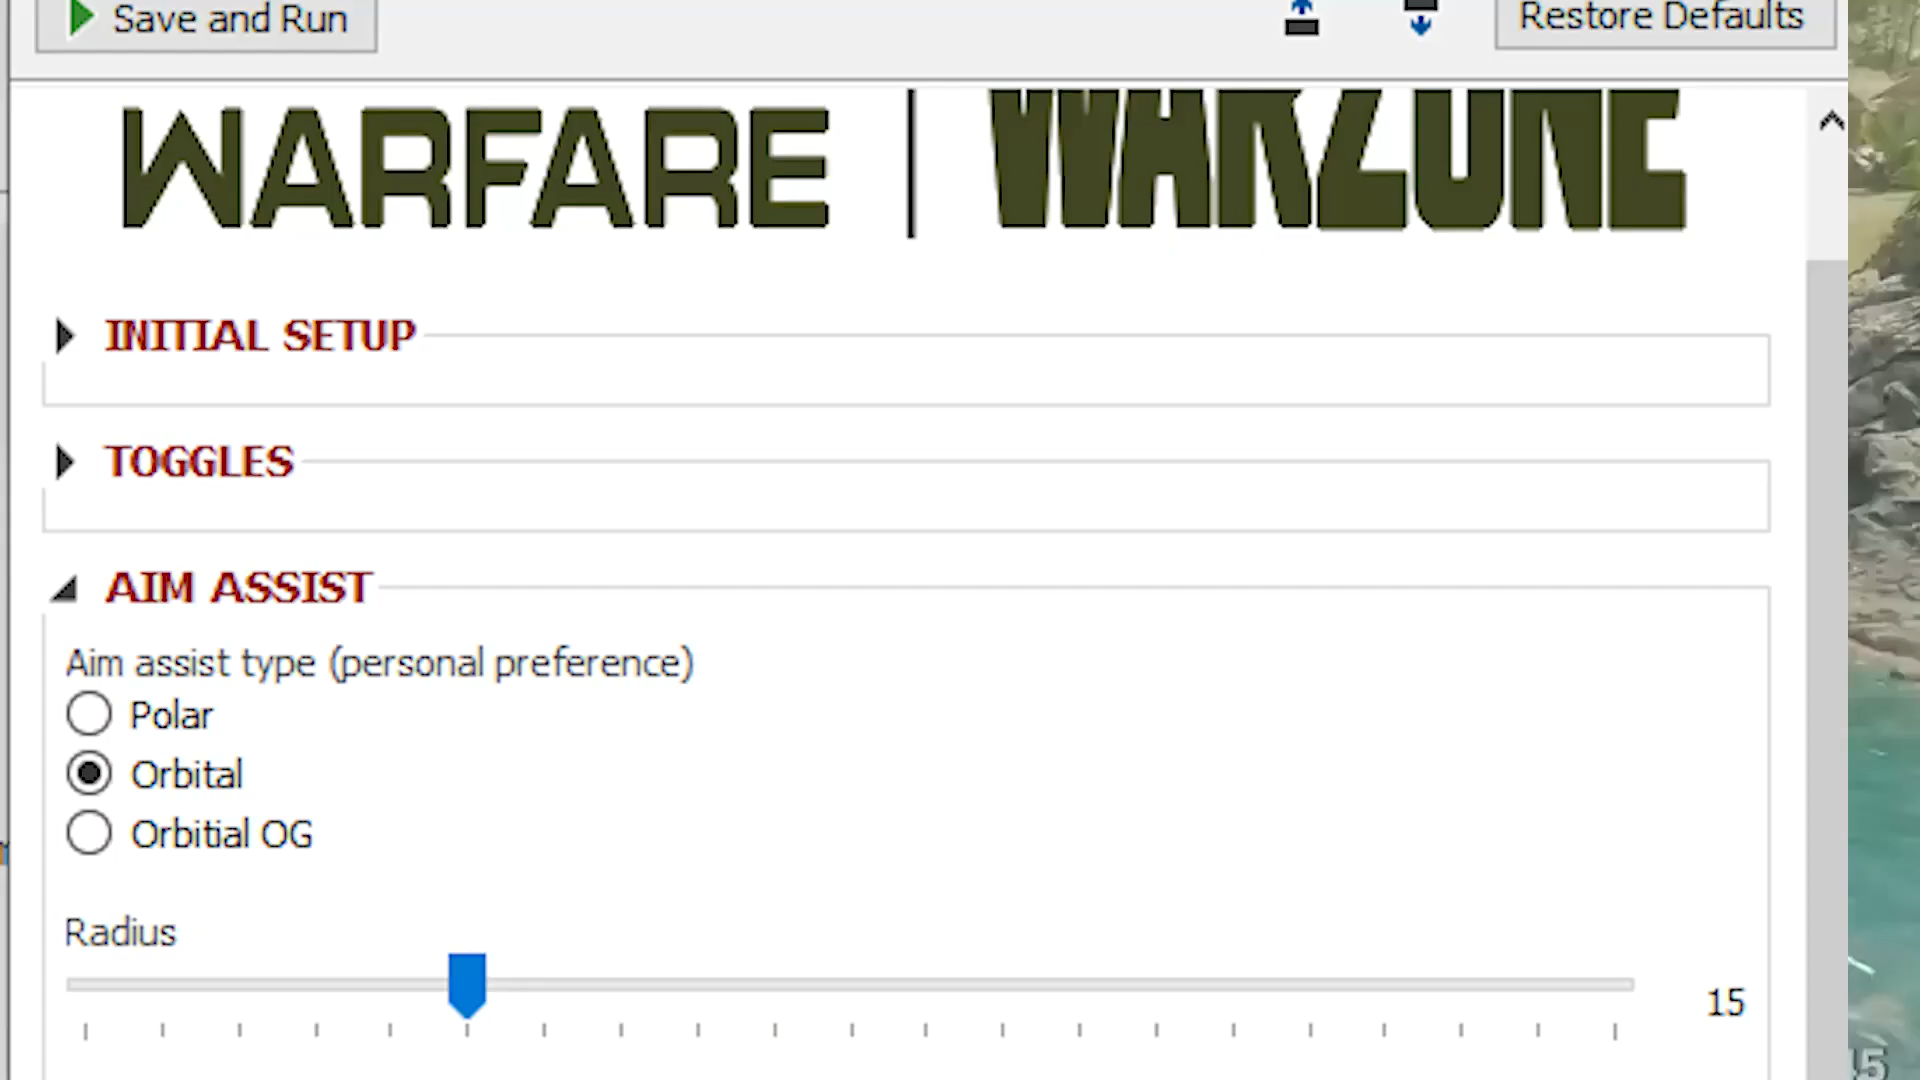 Save and Run
Restore Defaults
WARFARE | WARZONE
INITIAL SETUP
TOGGLES
AIM ASSIST
Aim assist type (personal preference)
Polar
Orbital
Orbitial OG
Radius
15